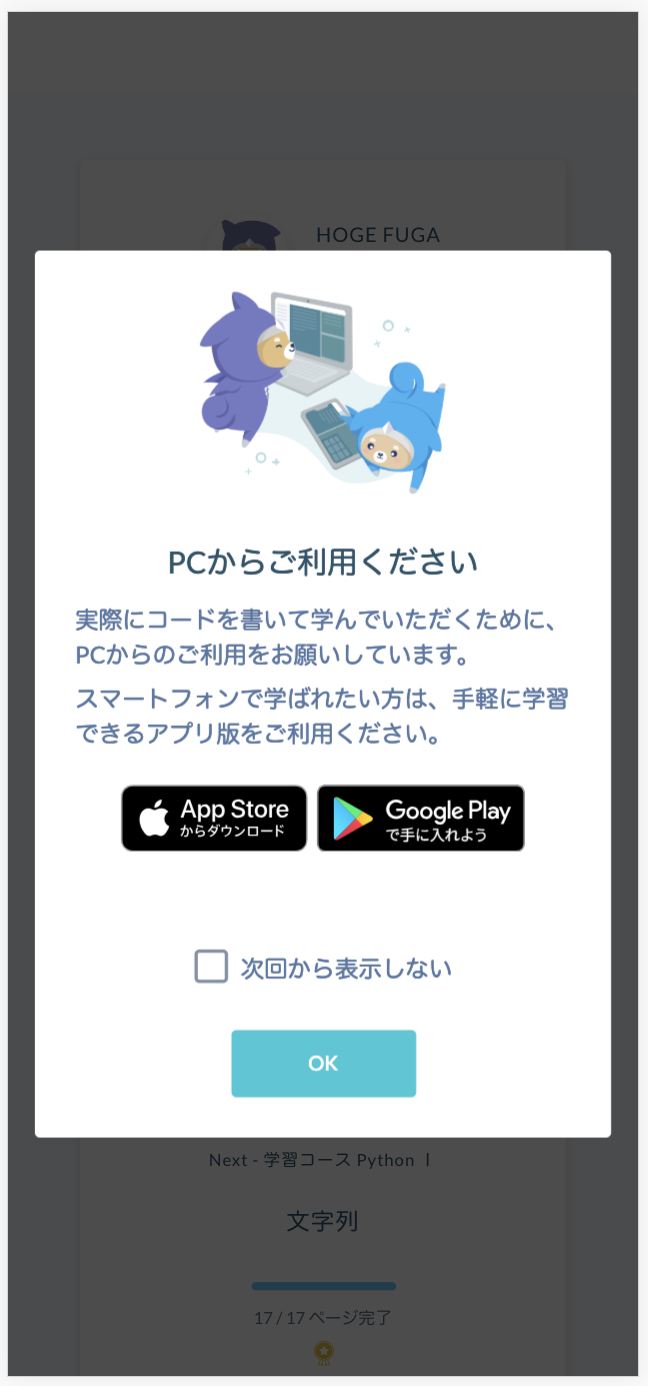 HOGE FUGA
PCからご利用ください
実際にコードを書いて学んでいただくために、
PCからのご利用をお願いしています。
スマートフォンで学ばれたい方は、手軽に学習
できるアプリ版をご利用ください。
App Store
からダウンロード
Google Play
で手に入れよう
次回から表示しない
OK
Next - 学習コース Python Ⅰ
文字列
17 / 17 ページ完了